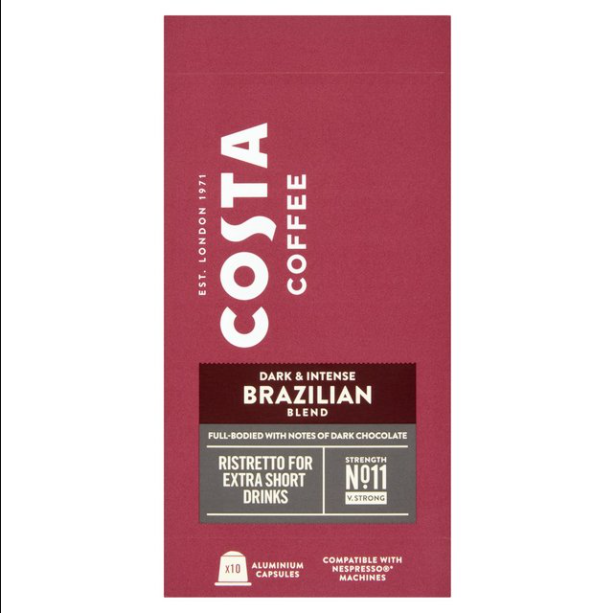 EST. LONDON 1971
COSTA
COFFEE
DARK & INTENSE
BRAZILIAN
BLEND
FULL-BODIED WITH NOTES OF DARK CHOCOLATE
RISTRETTO FOR
EXTRA SHORT
DRINKS
STRENGTH
Nº11
V. STRONG
X10
ALUMINIUM
CAPSULES
COMPATIBLE WITH
NESPRESSO®*
MACHINES